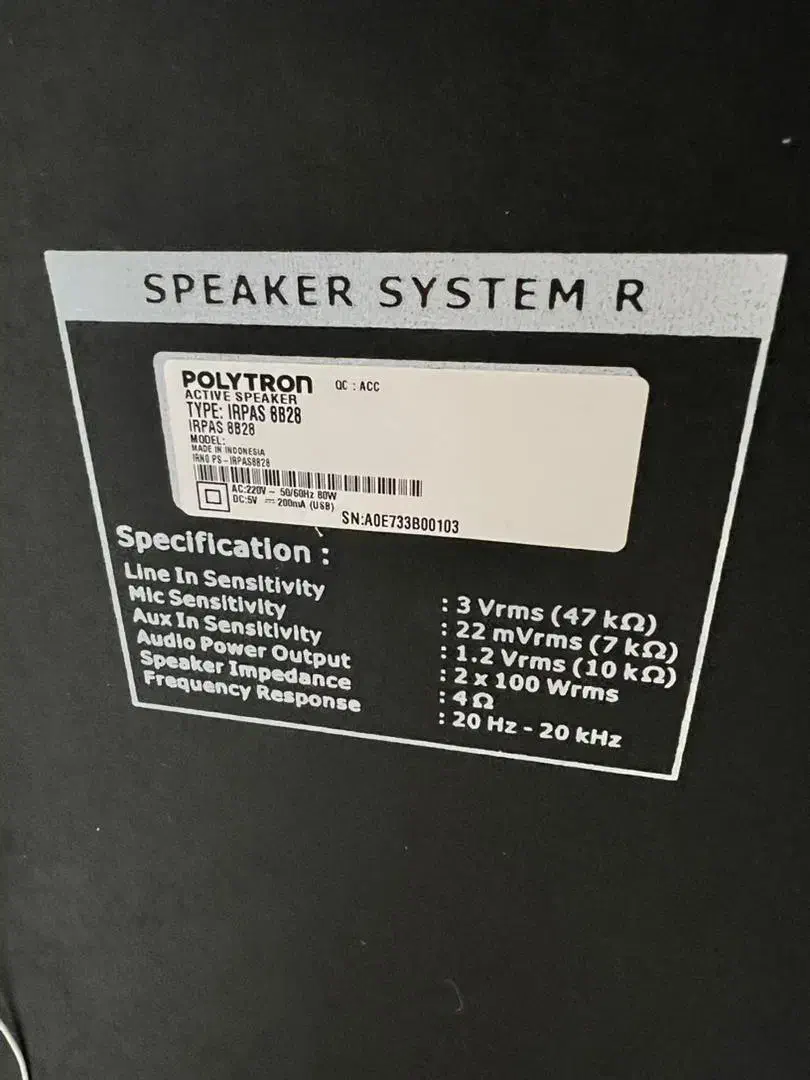 SPEAKER SYSTEM R
POLYTRON QC : ACC
ACTIVE SPEAKER
TYPE: IRPAS 8B28
IRPAS 8B28
MODEL:
MADE IN INDONESIA
IRNO PS-IRPAS8B28
AC:220V ~ 50/60Hz 80W
DC:5V ⎓ 200mA (USB)
SN:A0E733B00103
Specification :
Line In Sensitivity : 3 Vrms (47 kΩ)
Mic Sensitivity : 22 mVrms (7 kΩ)
Aux In Sensitivity : 1.2 Vrms (10 kΩ)
Audio Power Output : 2 x 100 Wrms
Speaker Impedance : 4 Ω
Frequency Response : 20 Hz - 20 kHz